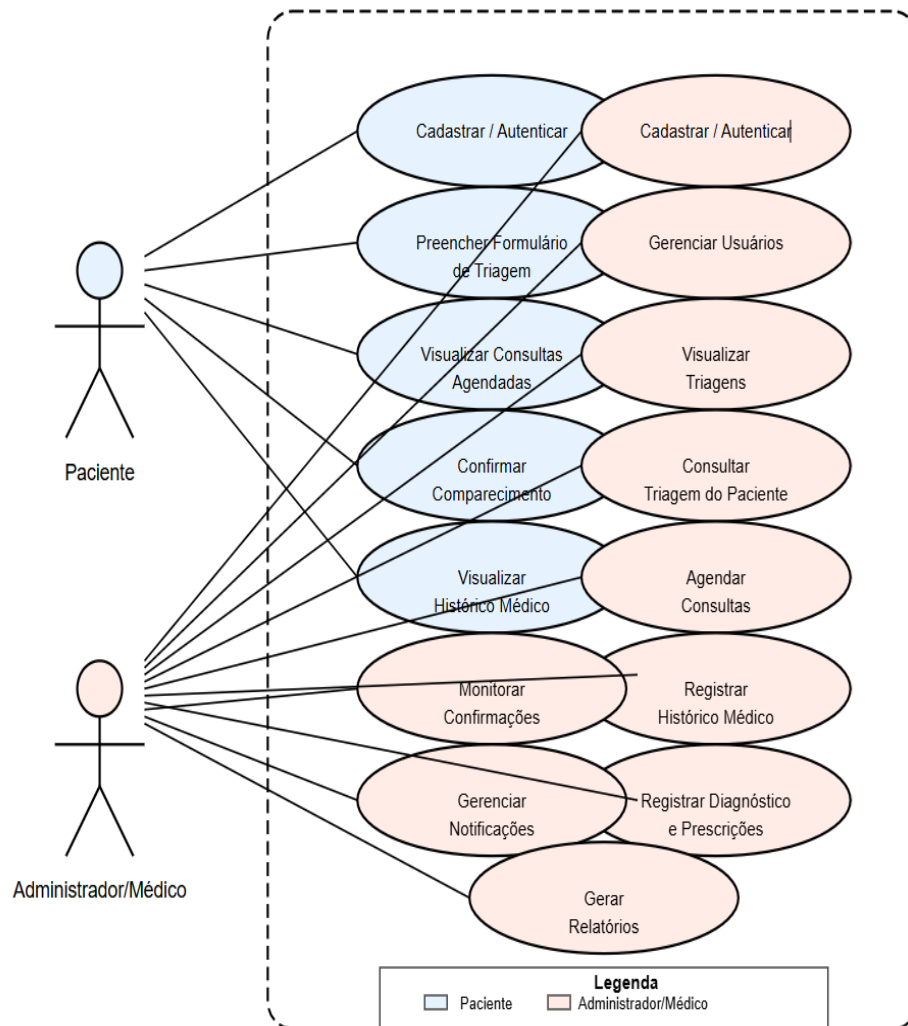 Cadastrar / Autenticar
Cadastrar / Autenticar
Preencher Formulário
de Triagem
Gerenciar Usuários
Visualizar Consultas
Agendadas
Visualizar
Triagens
Paciente
Confirmar
Comparecimento
Consultar
Triagem do Paciente
Visualizar
Histórico Médico
Agendar
Consultas
Monitorar
Confirmações
Registrar
Histórico Médico
Gerenciar
Notificações
Registrar Diagnóstico
e Prescrições
Administrador/Médico
Gerar
Relatórios
Legenda
Paciente
Administrador/Médico